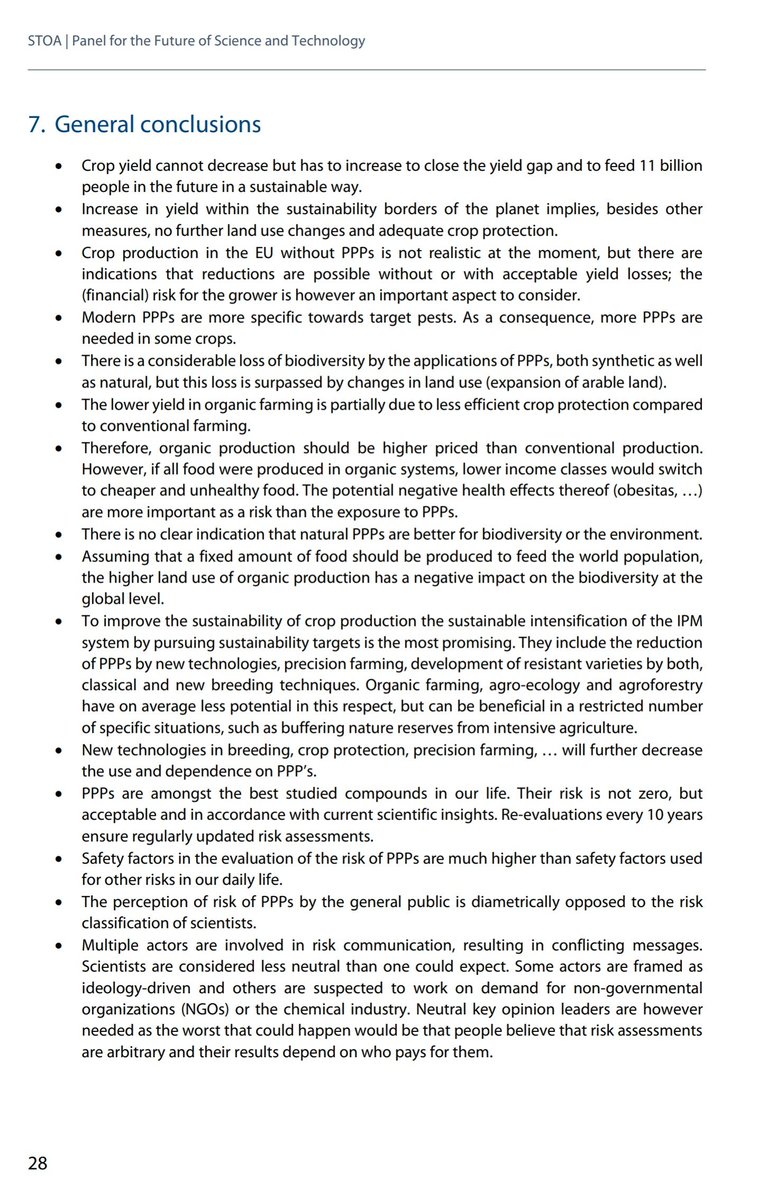 STOA | Panel for the Future of Science and Technology
7. General conclusions
• Crop yield cannot decrease but has to increase to close the yield gap and to feed 11 billion
people in the future in a sustainable way.
• Increase in yield within the sustainability borders of the planet implies, besides other
measures, no further land use changes and adequate crop protection.
• Crop production in the EU without PPPs is not realistic at the moment, but there are
indications that reductions are possible without or with acceptable yield losses; the
(financial) risk for the grower is however an important aspect to consider.
• Modern PPPs are more specific towards target pests. As a consequence, more PPPs are
needed in some crops.
• There is a considerable loss of biodiversity by the applications of PPPs, both synthetic as well
as natural, but this loss is surpassed by changes in land use (expansion of arable land).
• The lower yield in organic farming is partially due to less efficient crop protection compared
to conventional farming.
• Therefore, organic production should be higher priced than conventional production.
However, if all food were produced in organic systems, lower income classes would switch
to cheaper and unhealthy food. The potential negative health effects thereof (obesitas, …)
are more important as a risk than the exposure to PPPs.
• There is no clear indication that natural PPPs are better for biodiversity or the environment.
• Assuming that a fixed amount of food should be produced to feed the world population,
the higher land use of organic production has a negative impact on the biodiversity at the
global level.
• To improve the sustainability of crop production the sustainable intensification of the IPM
system by pursuing sustainability targets is the most promising. They include the reduction
of PPPs by new technologies, precision farming, development of resistant varieties by both,
classical and new breeding techniques. Organic farming, agro-ecology and agroforestry
have on average less potential in this respect, but can be beneficial in a restricted number
of specific situations, such as buffering nature reserves from intensive agriculture.
• New technologies in breeding, crop protection, precision farming, … will further decrease
the use and dependence on PPP’s.
• PPPs are amongst the best studied compounds in our life. Their risk is not zero, but
acceptable and in accordance with current scientific insights. Re-evaluations every 10 years
ensure regularly updated risk assessments.
• Safety factors in the evaluation of the risk of PPPs are much higher than safety factors used
for other risks in our daily life.
• The perception of risk of PPPs by the general public is diametrically opposed to the risk
classification of scientists.
• Multiple actors are involved in risk communication, resulting in conflicting messages.
Scientists are considered less neutral than one could expect. Some actors are framed as
ideology-driven and others are suspected to work on demand for non-governmental
organizations (NGOs) or the chemical industry. Neutral key opinion leaders are however
needed as the worst that could happen would be that people believe that risk assessments
are arbitrary and their results depend on who pays for them.
28